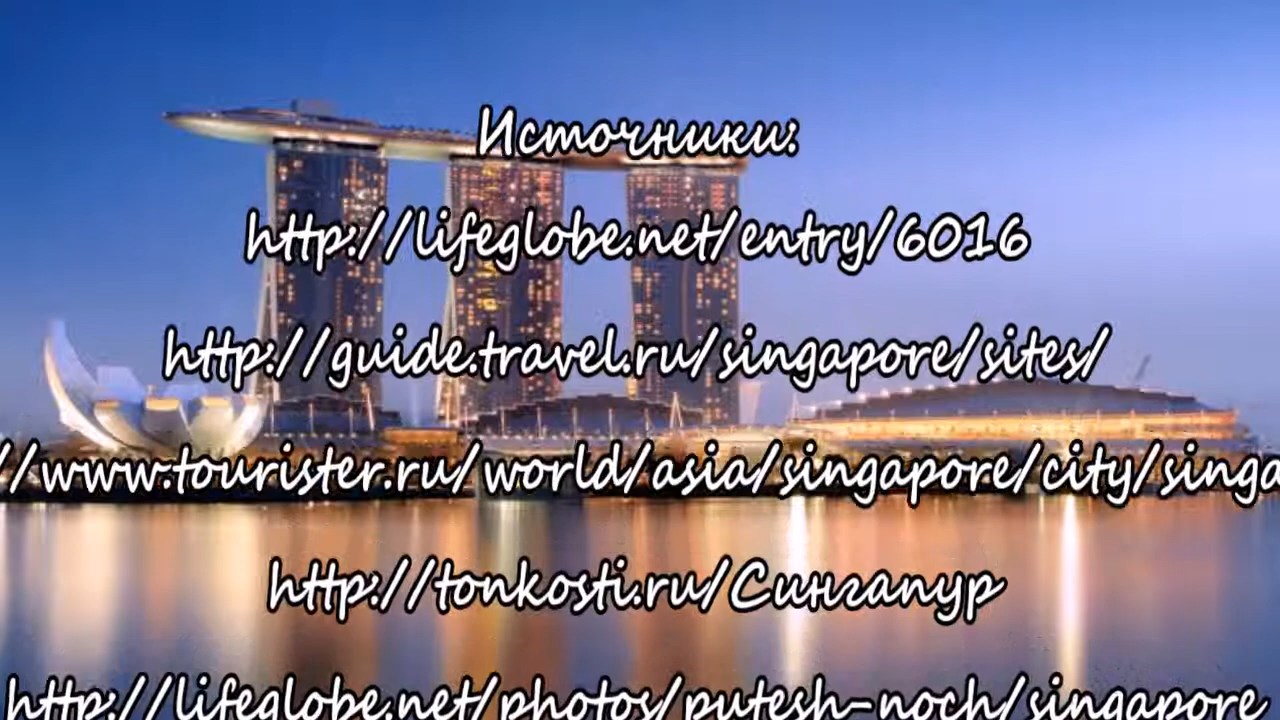 Источники:
http://lifeglobe.net/entry/6016
http://guide.travel.ru/singapore/sites/
//www.tourister.ru/world/asia/singapore/city/singa
http://tonkosti.ru/Сингапур
http://lifeglobe.net/photos/putesh-noch/singapore